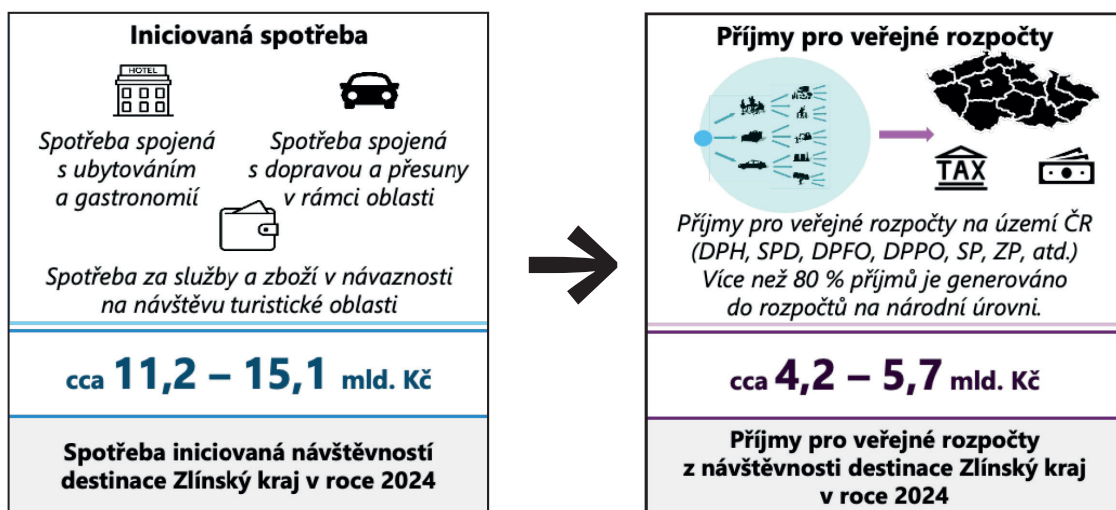 Iniciovaná spotřeba
HOTEL
Spotřeba spojená
s ubytováním
a gastronomií
Spotřeba spojená
s dopravou a přesuny
v rámci oblasti
Spotřeba za služby a zboží v návaznosti
na návštěvu turistické oblasti
cca 11,2 – 15,1 mld. Kč
Spotřeba iniciovaná návštěvností
destinace Zlínský kraj v roce 2024
Příjmy pro veřejné rozpočty
TAX
Příjmy pro veřejné rozpočty na území ČR
(DPH, SPD, DPFO, DPPO, SP, ZP, atd.)
Více než 80 % příjmů je generováno
do rozpočtů na národní úrovni.
cca 4,2 – 5,7 mld. Kč
Příjmy pro veřejné rozpočty
z návštěvnosti destinace Zlínský kraj
v roce 2024